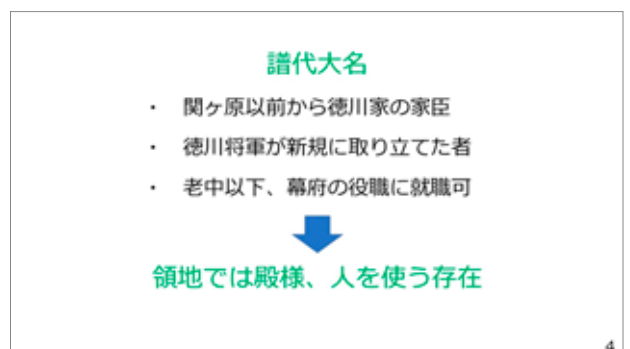 譜代大名
・ 関ヶ原以前から徳川家の家臣
・ 徳川将軍が新規に取り立てた者
・ 老中以下、幕府の役職に就職可
領地では殿様、人を使う存在
4